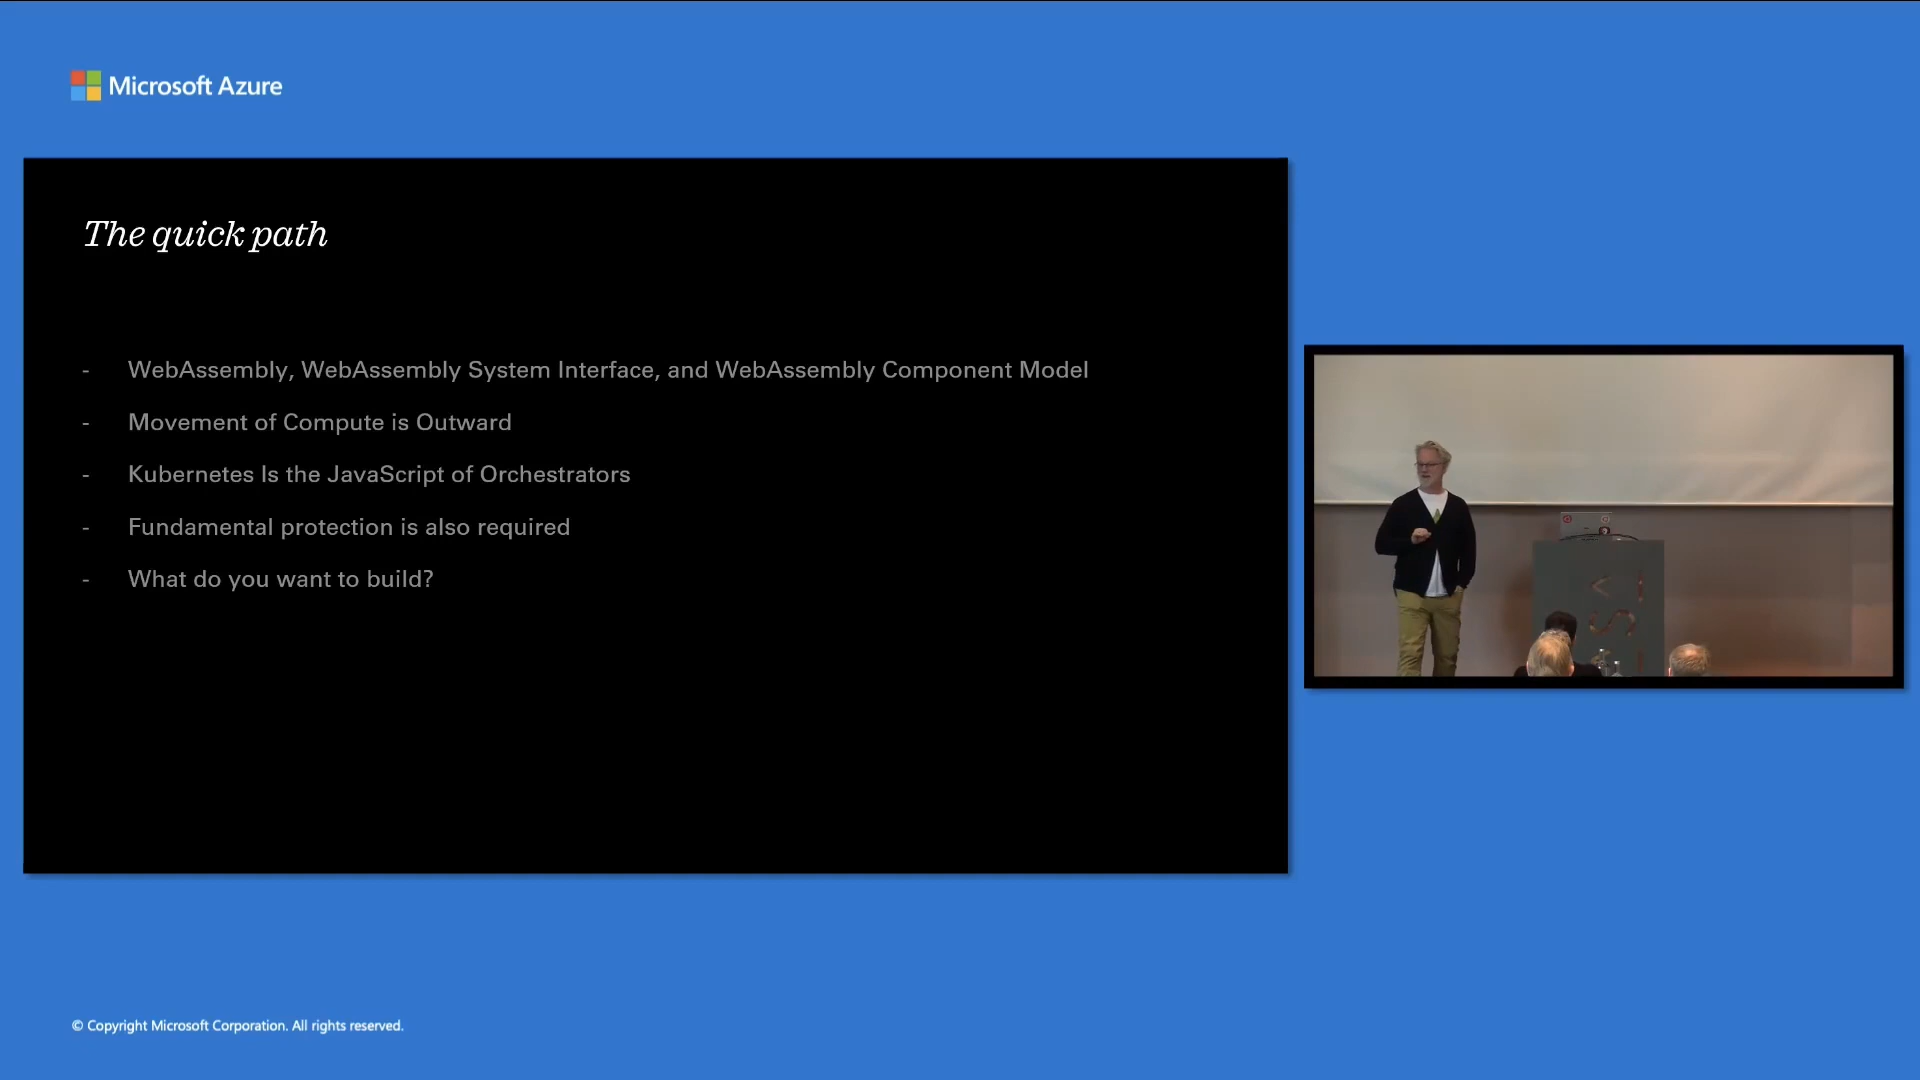 Microsoft Azure
The quick path
- WebAssembly, WebAssembly System Interface, and WebAssembly Component Model
- Movement of Compute is Outward
- Kubernetes Is the JavaScript of Orchestrators
- Fundamental protection is also required
- What do you want to build?
© Copyright Microsoft Corporation. All rights reserved.